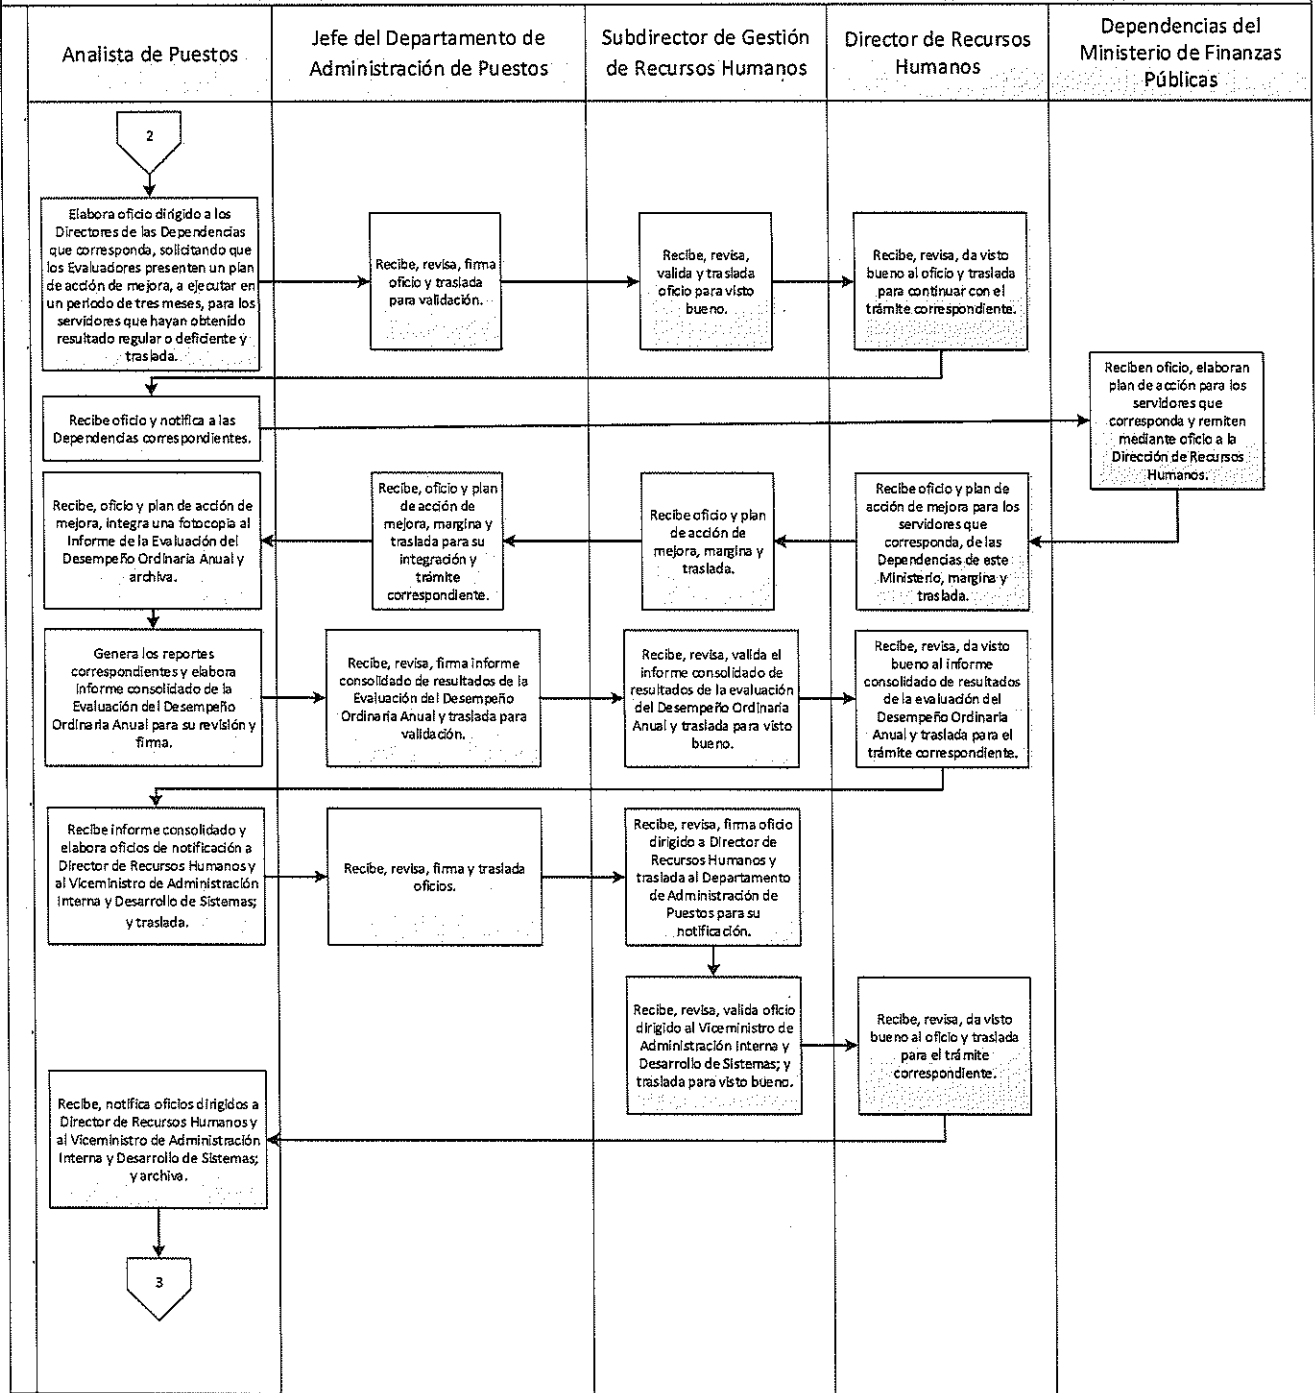 Analista de Puestos
Jefe del Departamento de
Administración de Puestos
Subdirector de Gestión
de Recursos Humanos
Director de Recursos
Humanos
Dependencias del
Ministerio de Finanzas
Públicas
2
Elabora oficio dirigido a los
Directores de las Dependencias
que corresponda, solicitando que
los Evaluadores presenten un plan
de acción de mejora, a ejecutar en
un periodo de tres meses, para los
servidores que hayan obtenido
resultado regular o deficiente y
traslada.
Recibe, revisa, firma
oficio y traslada
para validación.
Recibe, revisa,
valida y traslada
oficio para visto
bueno.
Recibe, revisa, da visto
bueno al oficio y traslada
para continuar con el
trámite correspondiente.
Recibe oficio y notifica a las
Dependencias correspondientes.
Reciben oficio, elaboran
plan de acción para los
servidores que
corresponda y remiten
mediante oficio a la
Dirección de Recursos
Humanos.
Recibe oficio y plan de
acción de mejora para los
servidores que
corresponda, de las
Dependencias de este
Ministerio, margina y
traslada.
Recibe oficio y plan
de acción de
mejora, margina y
traslada.
Recibe, oficio y plan
de acción de
mejora, margina y
traslada para su
integración y
trámite
correspondiente.
Recibe, oficio y plan de acción de
mejora, integra una fotocopia al
Informe de la Evaluación del
Desempeño Ordinaria Anual y
archiva.
Genera los reportes
correspondientes y elabora
informe consolidado de la
Evaluación del Desempeño
Ordinaria Anual para su revisión y
firma.
Recibe, revisa, firma informe
consolidado de resultados de la
Evaluación del Desempeño
Ordinaria Anual y traslada para
validación.
Recibe, revisa, valida el
informe consolidado de
resultados de la evaluación
del Desempeño Ordinaria
Anual y traslada para visto
bueno.
Recibe, revisa, da visto
bueno al informe
consolidado de resultados
de la evaluación del
Desempeño Ordinaria
Anual y traslada para el
trámite correspondiente.
Recibe informe consolidado y
elabora oficios de notificación a
Director de Recursos Humanos y
al Viceministro de Administración
Interna y Desarrollo de Sistemas;
y traslada.
Recibe, revisa, firma y traslada
oficios.
Recibe, revisa, firma oficio
dirigido a Director de
Recursos Humanos y
traslada al Departamento
de Administración de
Puestos para su
notificación.
Recibe, revisa, valida oficio
dirigido al Viceministro de
Administración Interna y
Desarrollo de Sistemas; y
traslada para visto bueno.
Recibe, revisa, da visto
bueno al oficio y traslada
para el trámite
correspondiente.
Recibe, notifica oficios dirigidos a
Director de Recursos Humanos y
al Viceministro de Administración
Interna y Desarrollo de Sistemas;
y archiva.
3